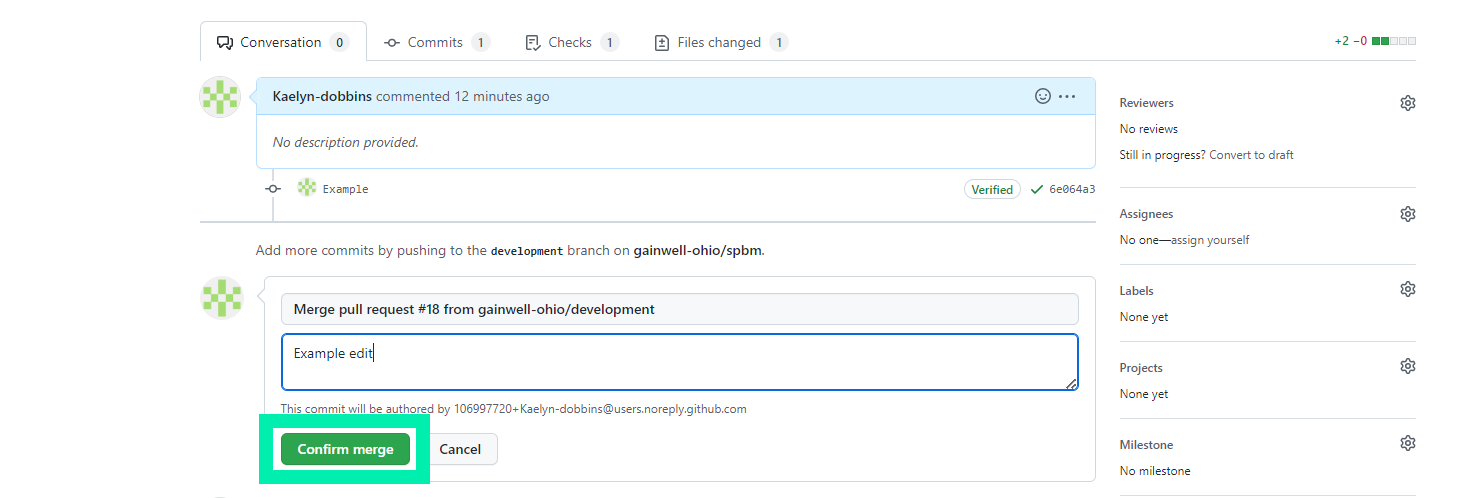 Conversation 0 Commits 1 Checks 1 Files changed 1 +2 −0
Kaelyn-dobbins commented 12 minutes ago
No description provided.
Example Verified 6e064a3
Add more commits by pushing to the development branch on gainwell-ohio/spbm.
Merge pull request #18 from gainwell-ohio/development
Example edit
This commit will be authored by 106997720+Kaelyn-dobbins@users.noreply.github.com
Confirm merge Cancel
Reviewers
No reviews
Still in progress? Convert to draft
Assignees
No one—assign yourself
Labels
None yet
Projects
None yet
Milestone
No milestone